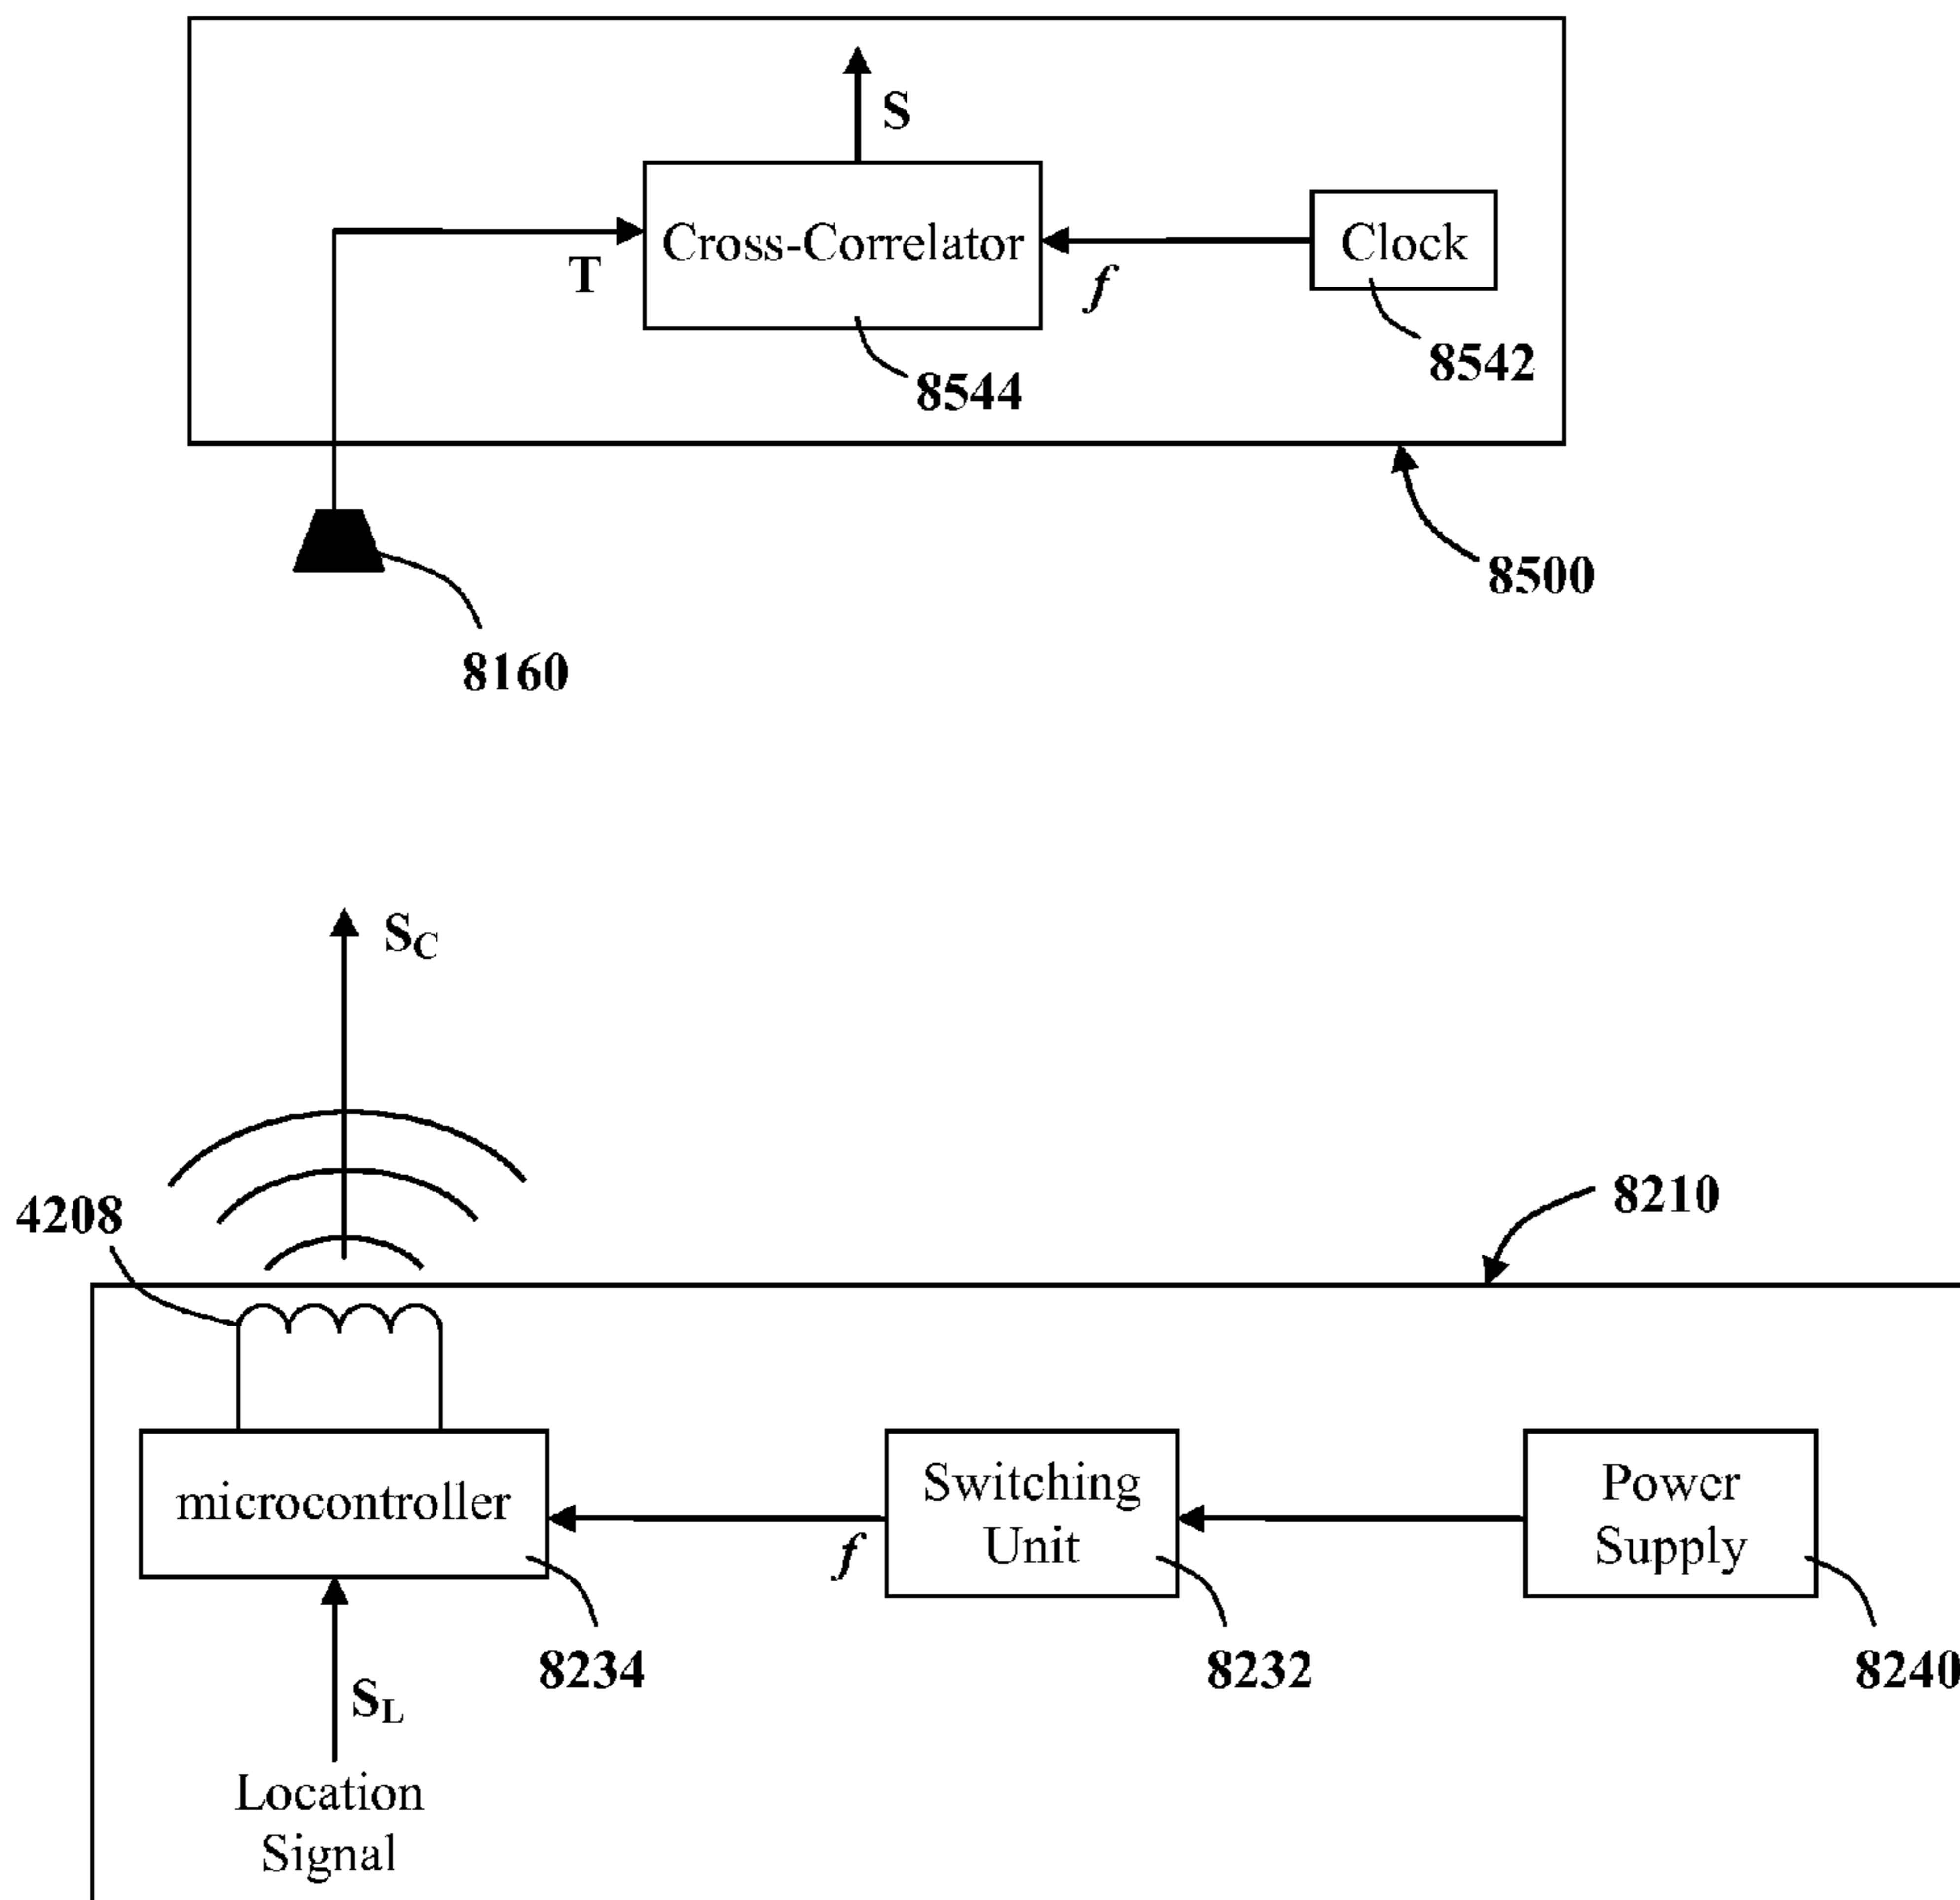 S
Cross-Correlator
Clock
T
f
8542
8544
8500
8160
SC
4208
8210
microcontroller
Switching
Unit
Power
Supply
f
8234
8232
8240
SL
Location
Signal